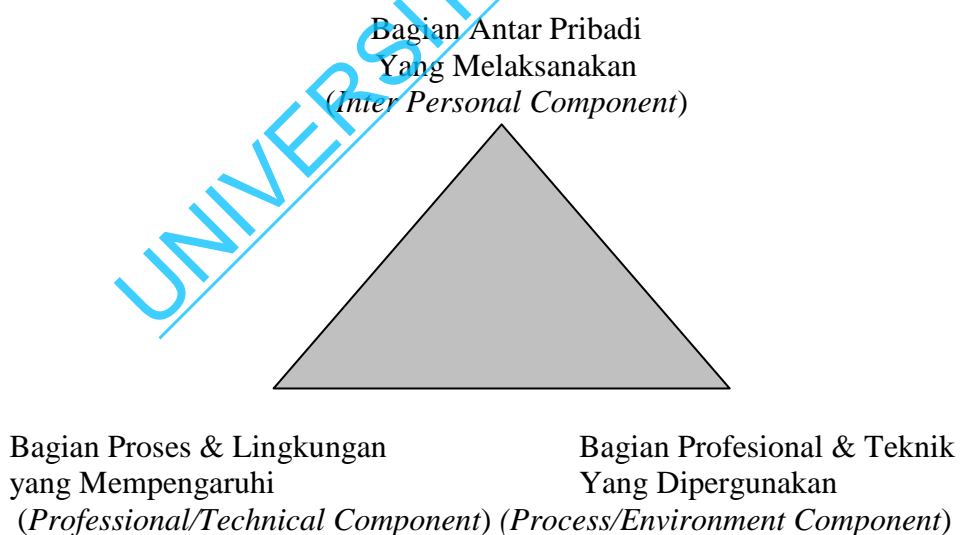 Bagian Antar Pribadi
Yang Melaksanakan
(Inter Personal Component)
UNIVERSIT
Bagian Proses & Lingkungan
yang Mempengaruhi
(Professional/Technical Component)
Bagian Profesional & Teknik
Yang Dipergunakan
(Process/Environment Component)